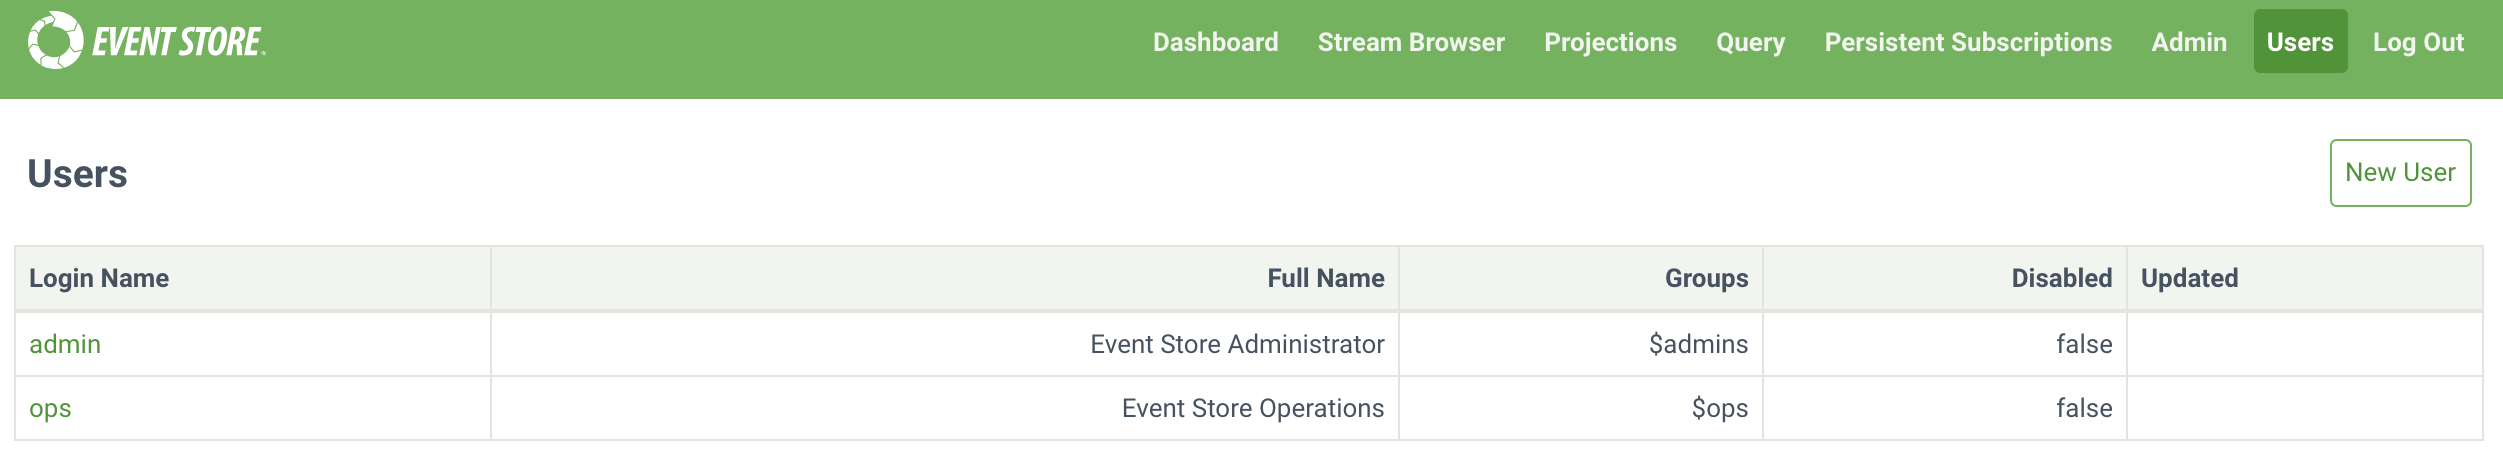 EVENT STORE
Dashboard Stream Browser Projections Query Persistent Subscriptions Admin Users Log Out
Users
New User
Login Name Full Name Groups Disabled Updated
admin Event Store Administrator $admins false
ops Event Store Operations $ops false